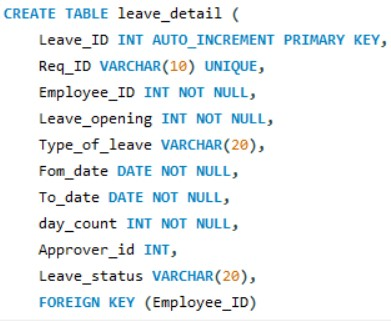 CREATE TABLE leave_detail (
Leave_ID INT AUTO_INCREMENT PRIMARY KEY,
Req_ID VARCHAR(10) UNIQUE,
Employee_ID INT NOT NULL,
Leave_opening INT NOT NULL,
Type_of_leave VARCHAR(20),
Fom_date DATE NOT NULL,
To_date DATE NOT NULL,
day_count INT NOT NULL,
Approver_id INT,
Leave_status VARCHAR(20),
FOREIGN KEY (Employee_ID)